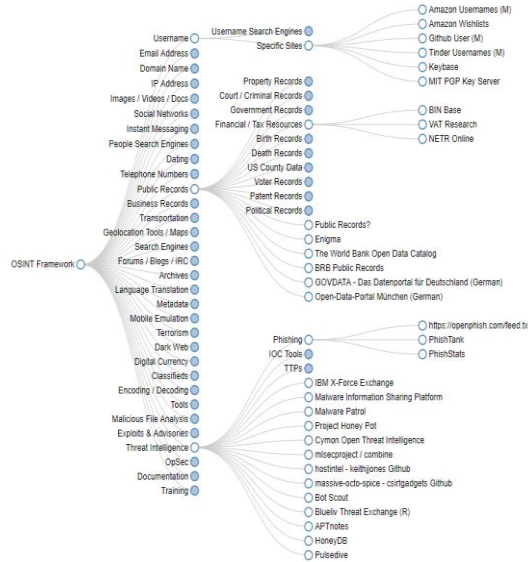 OSINT Framework
Username
Email Address
Domain Name
IP Address
Images / Videos / Docs
Social Networks
Instant Messaging
People Search Engines
Dating
Telephone Numbers
Public Records
Business Records
Transportation
Geolocation Tools / Maps
Search Engines
Forums / Blogs / IRC
Archives
Language Translation
Metadata
Mobile Emulation
Terrorism
Dark Web
Digital Currency
Classifieds
Encoding / Decoding
Tools
Malicious File Analysis
Exploits & Advisories
Threat Intelligence
OpSec
Documentation
Training
Username Search Engines
Specific Sites
Amazon Usernames (M)
Amazon Wishlists
Github User (M)
Tinder Usernames (M)
Keybase
MIT PGP Key Server
Property Records
Court / Criminal Records
Government Records
Financial / Tax Resources
Birth Records
Death Records
US County Data
Voter Records
Patent Records
Political Records
Public Records?
Enigma
The World Bank Open Data Catalog
BRB Public Records
GOVDATA - Das Datenportal für Deutschland (German)
Open-Data-Portal München (German)
BIN Base
VAT Research
NETR Online
Phishing
IOC Tools
TTPs
IBM X-Force Exchange
Malware Information Sharing Platform
Malware Patrol
Project Honey Pot
Cymon Open Threat Intelligence
mlsecproject / combine
hostintel - keithjjones Github
massive-octo-spice - csirtgadgets Github
Bot Scout
Blueliv Threat Exchange (R)
APTnotes
HoneyDB
Pulsedive
https://openphish.com/feed.tx
PhishTank
PhishStats